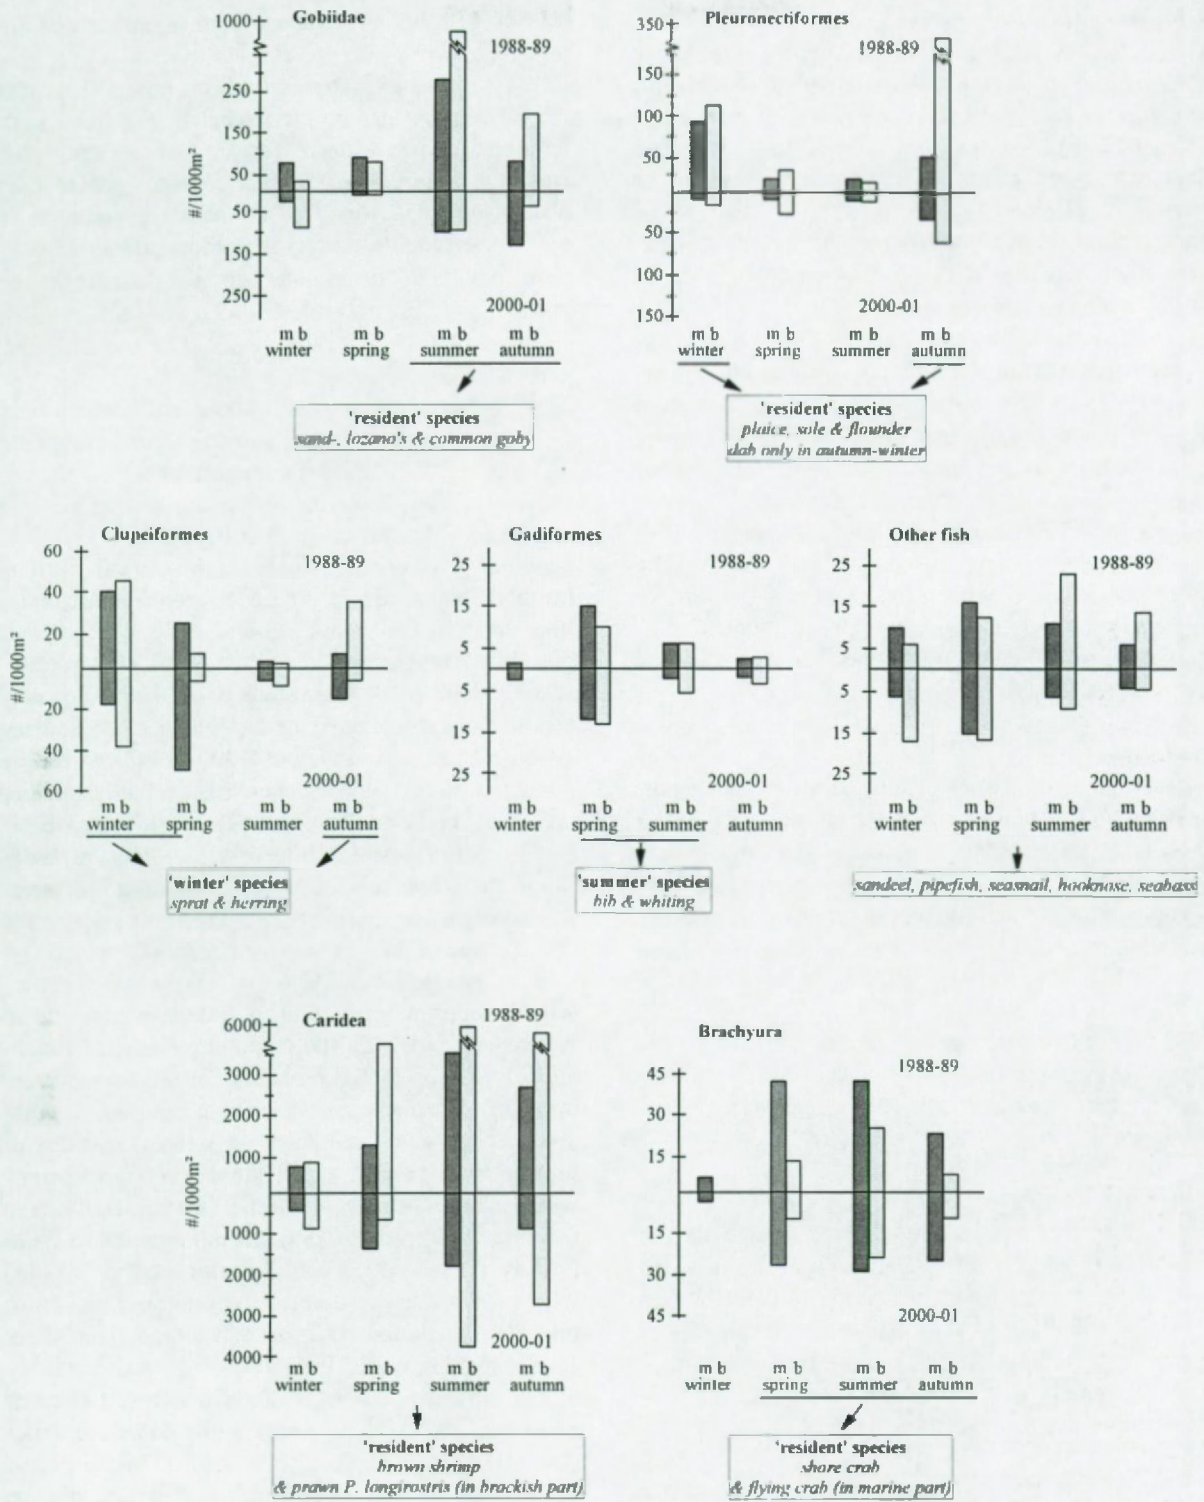 Gobiidae
1000
1988-89
250
150
50
#/1000m²
50
150
250
2000-01
m b m b m b m b
winter spring summer autumn
'resident' species
sand-, lozano's & common goby
Pleuronectiformes
350
1988-89
150
100
50
50
100
150
2000-01
m b m b m b m b
winter spring summer autumn
'resident' species
plaice, sole & flounder
dab only in autumn-winter
Clupeiformes
60
1988-89
40
20
#/1000m²
20
40
60
2000-01
m b m b m b m b
winter spring summer autumn
'winter' species
sprat & herring
Gadiformes
25
1988-89
15
5
5
15
25
2000-01
m b m b m b m b
winter spring summer autumn
'summer' species
bib & whiting
Other fish
25
1988-89
15
5
5
15
25
2000-01
m b m b m b m b
winter spring summer autumn
sandeel, pipefish, seasnail, hooknose, seabass
Caridea
6000
1988-89
3000
2000
1000
#/1000m²
1000
2000
3000
4000
2000-01
m b m b m b m b
winter spring summer autumn
'resident' species
brown shrimp
& prawn P. longirostris (in brackish part)
Brachyura
1988-89
45
30
15
15
30
45
2000-01
m b m b m b m b
winter spring summer autumn
'resident' species
shore crab
& flying crab (in marine part)